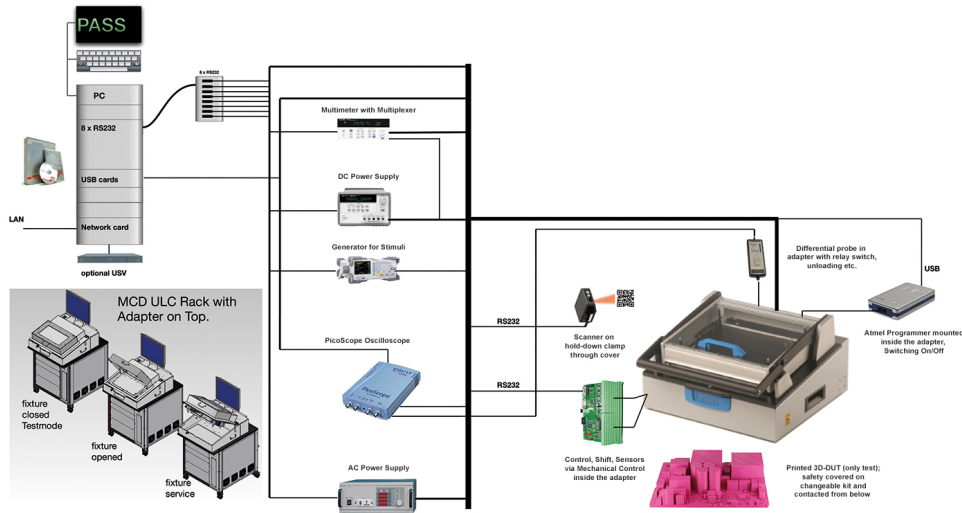 PASS
PC
8 x RS232
8 x RS232
USB cards
LAN
Network card
optional USV
Multimeter with Multiplexer
DC Power Supply
Generator for Stimuli
PicoScope Oscilloscope
pico
PicoScope
AC Power Supply
MCD ULC Rack with
Adapter on Top.
fixture
closed
Testmode
fixture
opened
fixture
service
RS232
Scanner on
hold-down clamp
through cover
RS232
Control, Shift, Sensors
via Mechanical Control
inside the adapter
Differential probe in
adapter with relay switch,
unloading etc.
USB
Atmel Programmer mounted
inside the adapter,
Switching On/Off
Printed 3D-DUT (only test);
safety covered on
changeable kit and
contacted from below